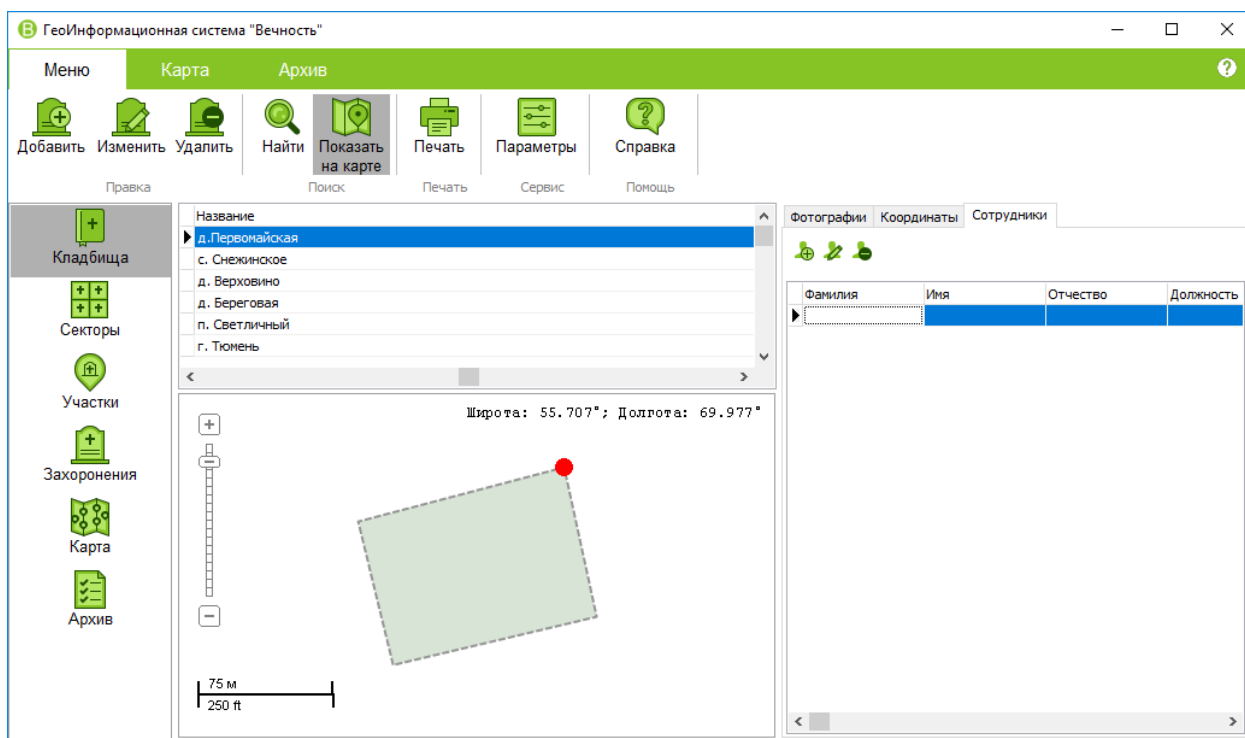 ГеоИнформационная система "Вечность"
Меню Карта Архив
Добавить Изменить Удалить Найти Показать на карте Печать Параметры Справка
Правка Поиск Печать Сервис Помощь
Кладбища
Секторы
Участки
Захоронения
Карта
Архив
Название
д.Первомайская
с. Снежинское
д. Верховино
д. Береговая
п. Светличный
г. Тюмень
Широта: 55.707°; Долгота: 69.977°
75 м
250 ft
Фотографии Координаты Сотрудники
Фамилия Имя Отчество Должность